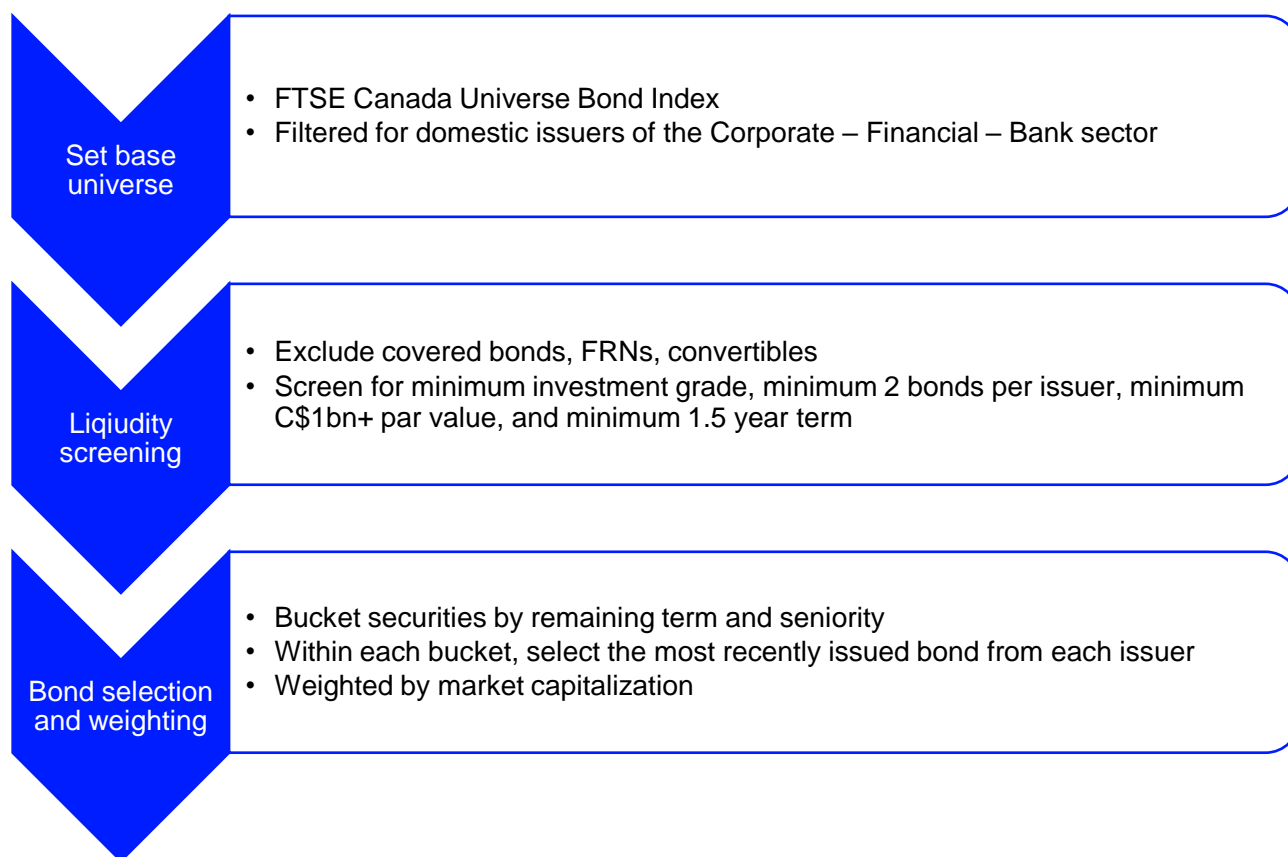 Set base
universe
• FTSE Canada Universe Bond Index
• Filtered for domestic issuers of the Corporate – Financial – Bank sector
Liqiudity
screening
• Exclude covered bonds, FRNs, convertibles
• Screen for minimum investment grade, minimum 2 bonds per issuer, minimum
C$1bn+ par value, and minimum 1.5 year term
Bond selection
and weighting
• Bucket securities by remaining term and seniority
• Within each bucket, select the most recently issued bond from each issuer
• Weighted by market capitalization